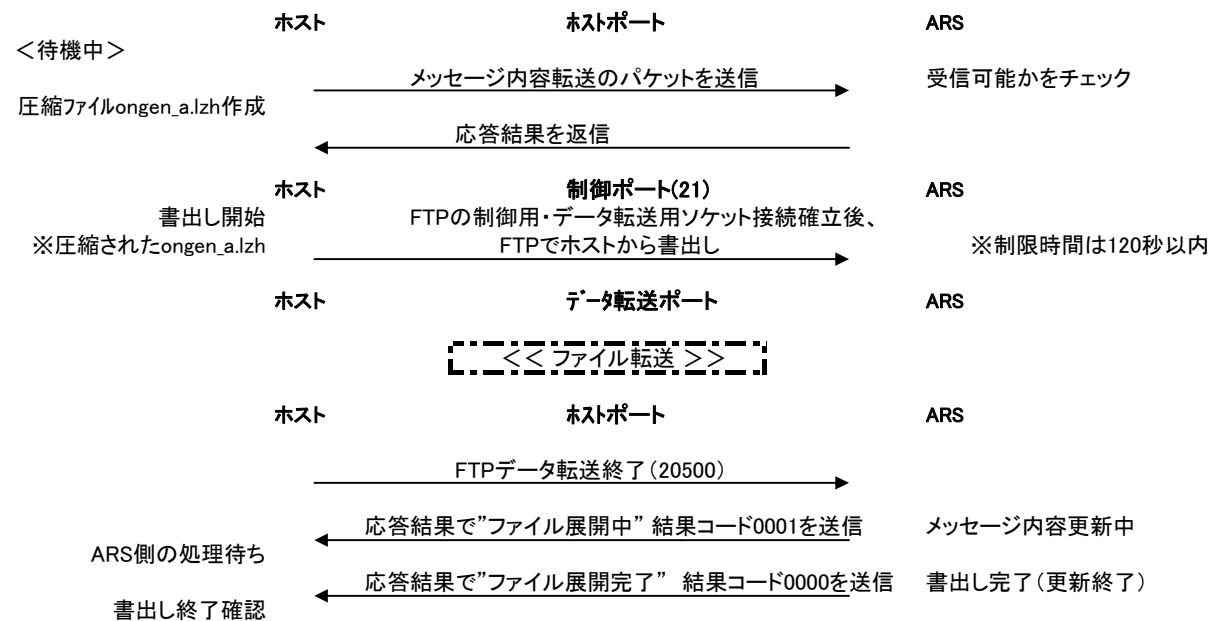 ホスト ホストポート ARS
＜待機中＞
メッセージ内容転送のパケットを送信 受信可能かをチェック
圧縮ファイルongen_a.lzh作成
応答結果を返信
ホスト 制御ポート(21) ARS
書出し開始 FTPの制御用・データ転送用ソケット接続確立後、
※圧縮されたongen_a.lzh FTPでホストから書出し ※制限時間は120秒以内
ホスト データ転送ポート ARS
＜＜ ファイル転送 ＞＞
ホスト ホストポート ARS
FTPデータ転送終了（20500）
応答結果で”ファイル展開中” 結果コード0001を送信 メッセージ内容更新中
ARS側の処理待ち
応答結果で”ファイル展開完了” 結果コード0000を送信 書出し完了（更新終了）
書出し終了確認